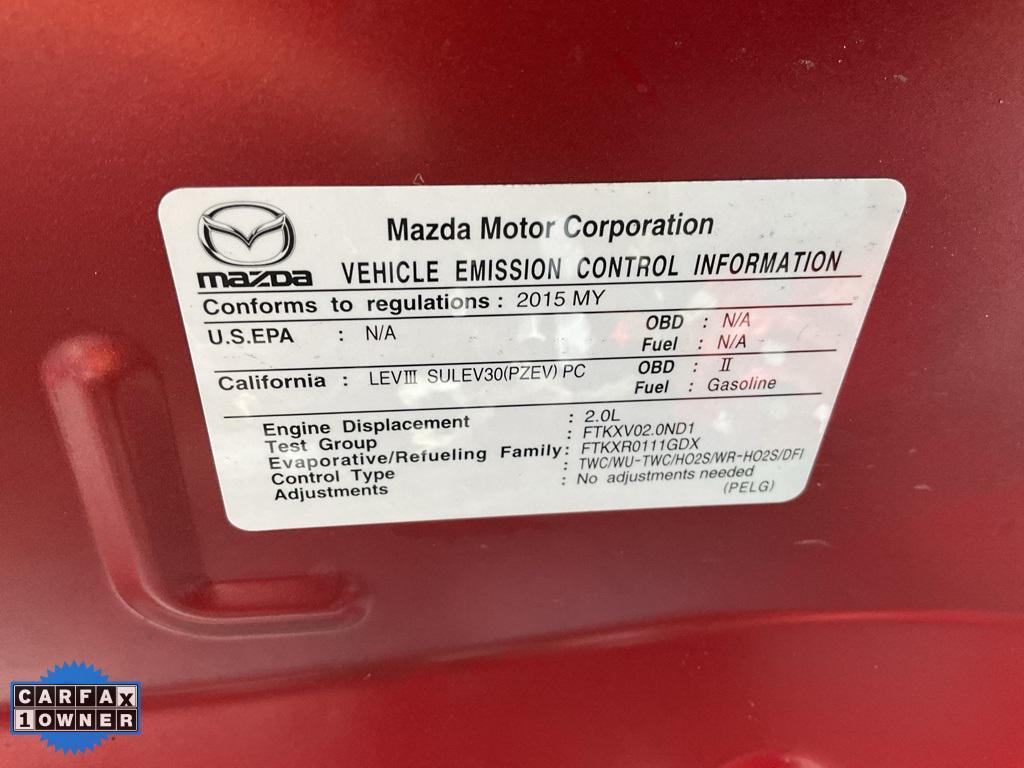 mazda
Mazda Motor Corporation
VEHICLE EMISSION CONTROL INFORMATION
Conforms to regulations : 2015 MY
U.S.EPA : N/A OBD : N/A
Fuel : N/A
California : LEVIII SULEV30(PZEV) PC OBD : II
Fuel : Gasoline
Engine Displacement : 2.0L
Test Group : FTKXV02.0ND1
Evaporative/Refueling Family: FTKXR0111GDX
Control Type : TWC/WU-TWC/HO2S/WR-HO2S/DFI
Adjustments : No adjustments needed
(PELG)
CARFAX
1 OWNER